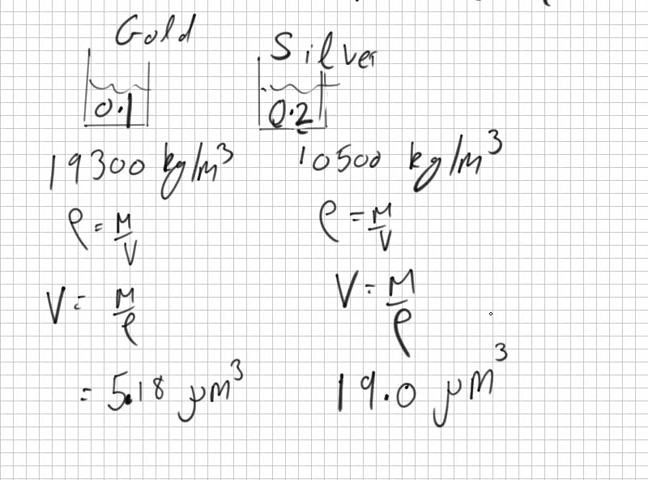 Gold Silver
0.1 0.2
19300 kg/m³ 10500 kg/m³
ρ = M/V ρ = M/V
V = M/ρ V = M/ρ
= 5.18 μm³ 19.0 μm³